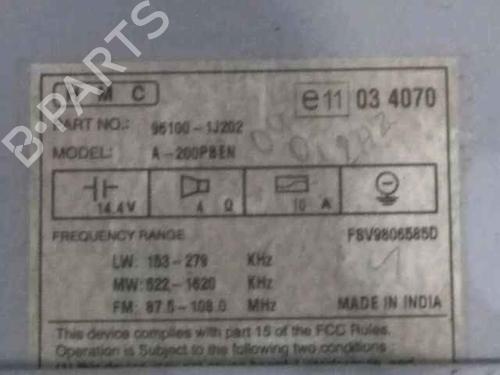 B-PARTS
PMC
e11 03 4070
PART NO.: 96100-1J202
MODEL: A-200PBEN
14.4V 4 Ω 10 A
FREQUENCY RANGE FSV9806585D
LW: 153-279 KHz
MW: 522-1620 KHz
FM: 87.5-108.0 MHz MADE IN INDIA
This device complies with part 15 of the FCC Rules.
Operation is Subject to the following two conditions :